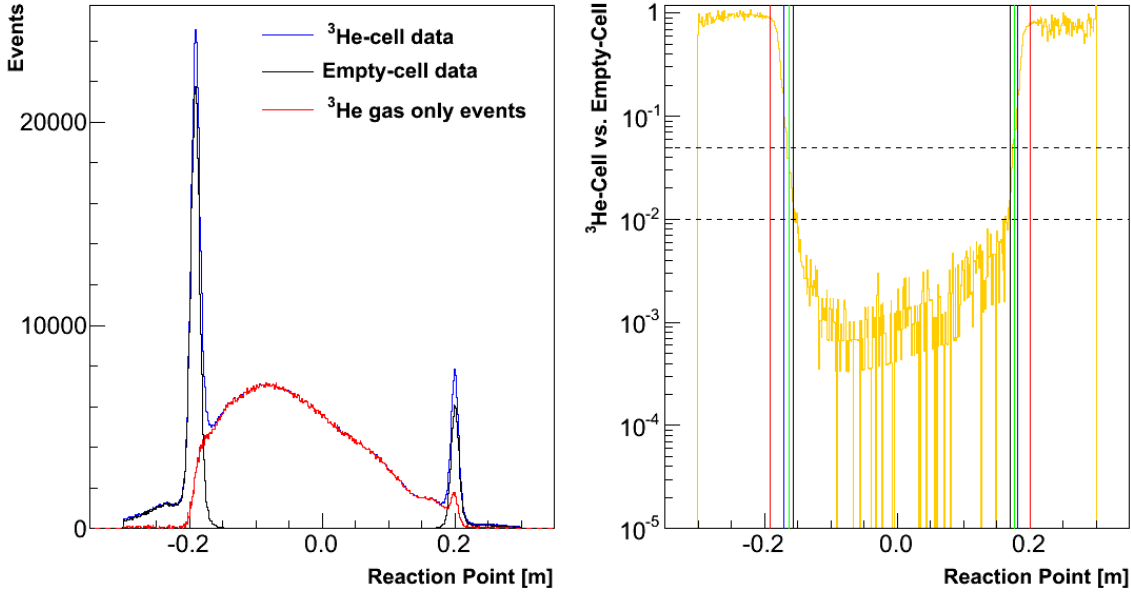 Events
20000
10000
0
-0.2
0.0
0.2
Reaction Point [m]
³He-cell data
Empty-cell data
³He gas only events
³He-Cell vs. Empty-Cell
1
10⁻¹
10⁻²
10⁻³
10⁻⁴
10⁻⁵
-0.2
0.0
0.2
Reaction Point [m]